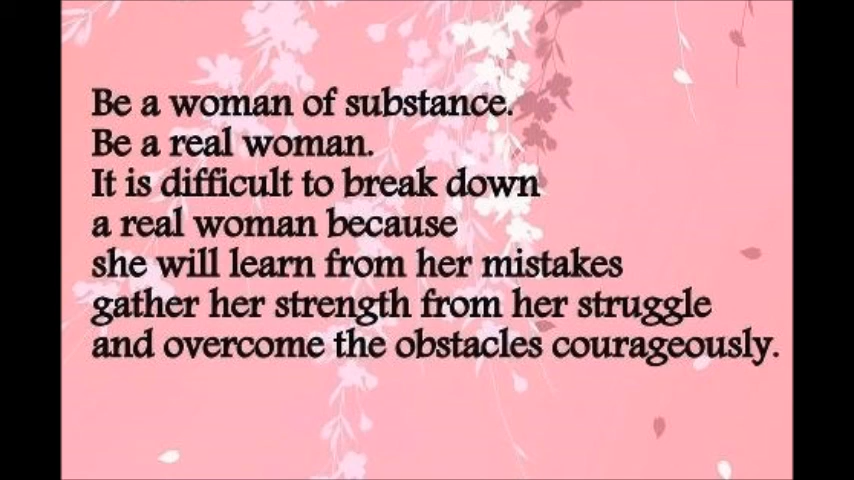 Be a woman of substance.
Be a real woman.
It is difficult to break down
a real woman because
she will learn from her mistakes
gather her strength from her struggle
and overcome the obstacles courageously.